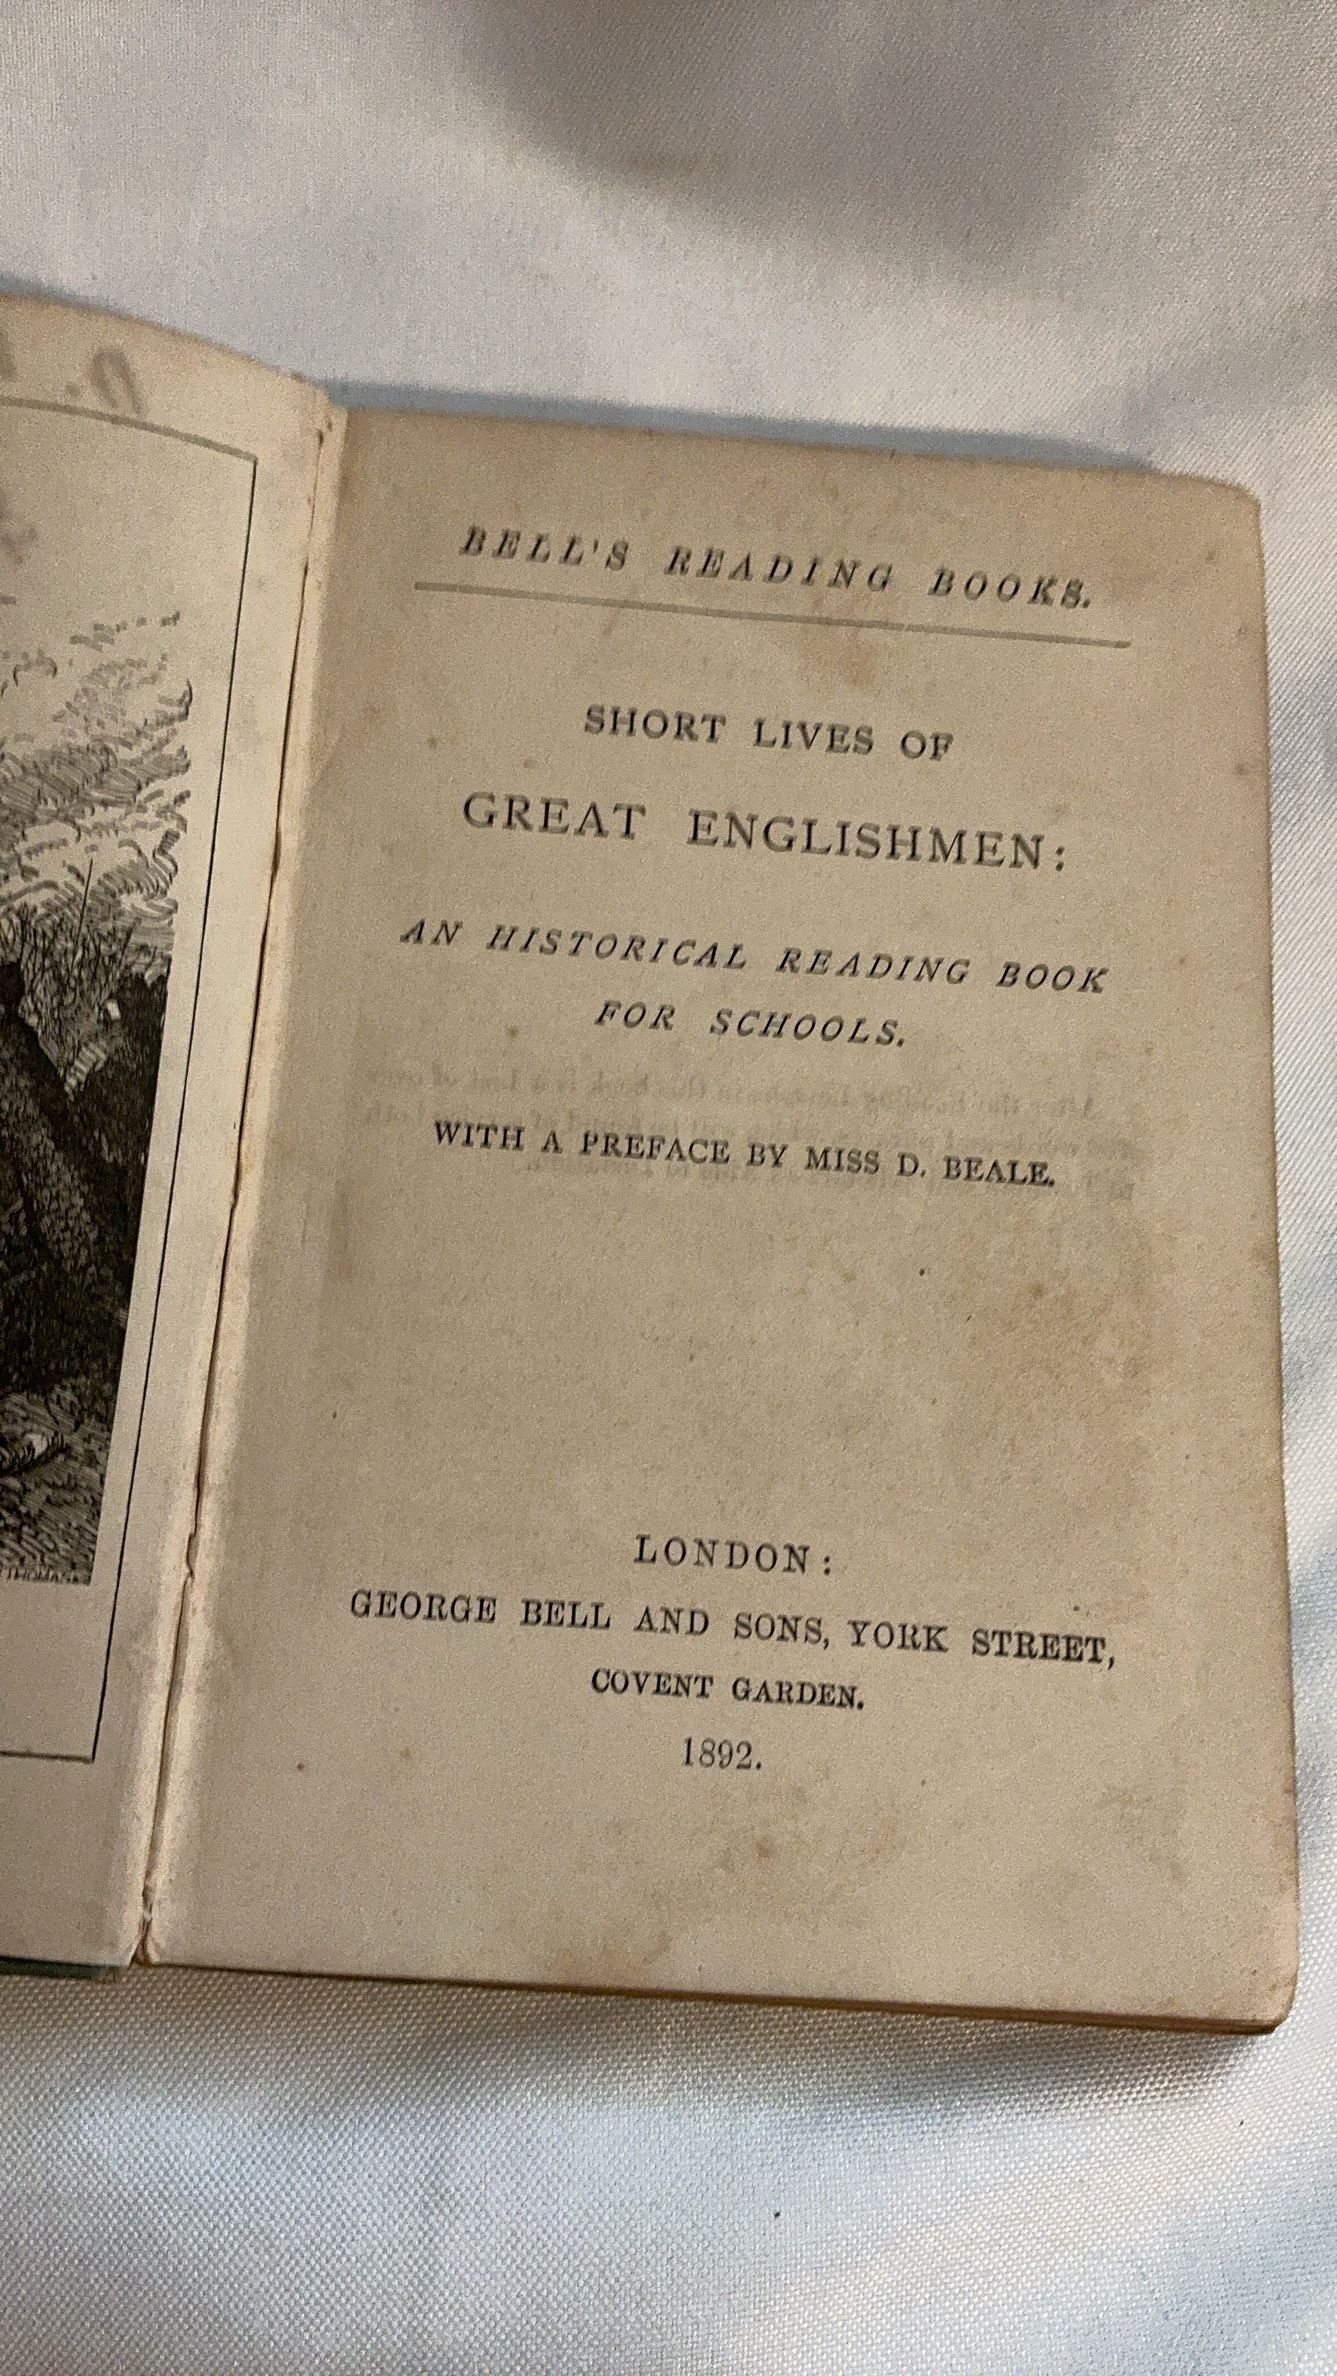 BELL'S READING BOOKS.
SHORT LIVES OF
GREAT ENGLISHMEN:
AN HISTORICAL READING BOOK
FOR SCHOOLS.
WITH A PREFACE BY MISS D. BEALE.
LONDON:
GEORGE BELL AND SONS, YORK STREET,
COVENT GARDEN.
1892.